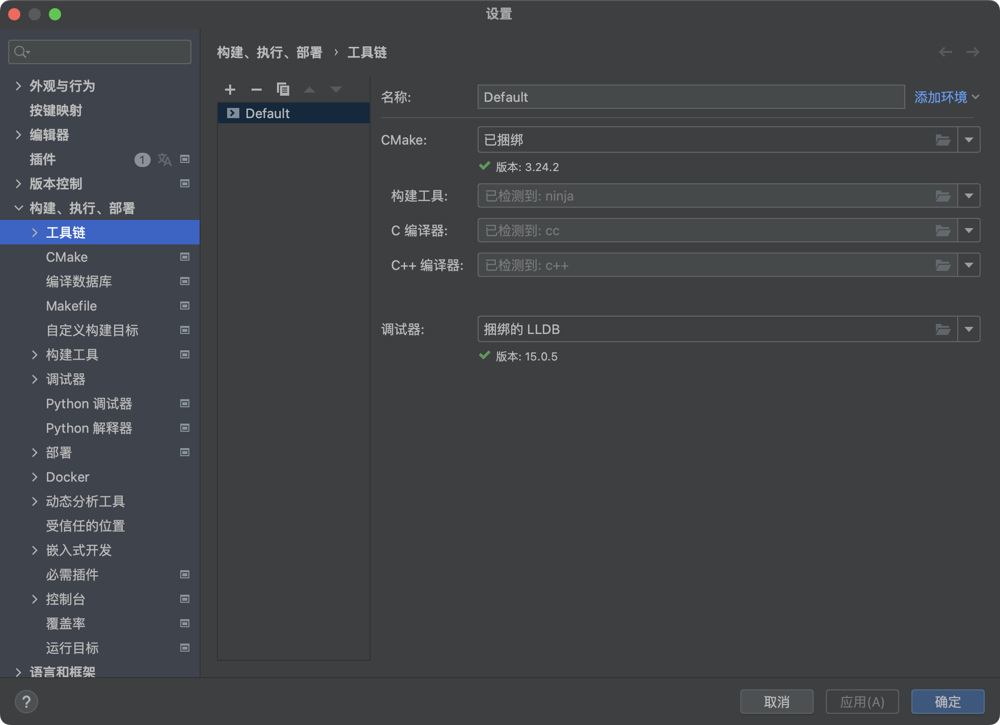 设置
外观与行为
按键映射
编辑器
插件 1
版本控制
构建、执行、部署
工具链
CMake
编译数据库
Makefile
自定义构建目标
构建工具
调试器
Python 调试器
Python 解释器
部署
Docker
动态分析工具
受信任的位置
嵌入式开发
必需插件
控制台
覆盖率
运行目标
语言和框架
构建、执行、部署 › 工具链
Default
名称: Default 添加环境
CMake: 已捆绑
版本: 3.24.2
构建工具: 已检测到: ninja
C 编译器: 已检测到: cc
C++ 编译器: 已检测到: c++
调试器: 捆绑的 LLDB
版本: 15.0.5
? 取消 应用(A) 确定